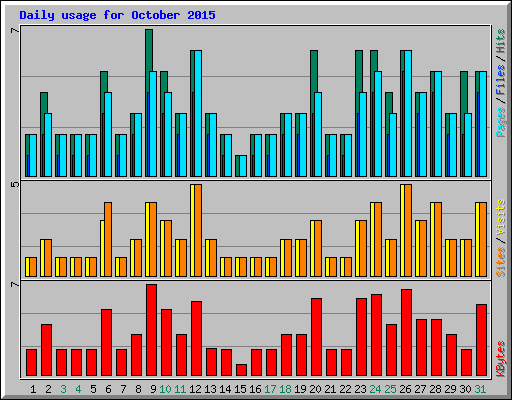 Daily usage for October 2015
7
Pages / Files / Hits
5
Sites / Visits
7
KBytes
1 2 3 4 5 6 7 8 9 10 11 12 13 14 15 16 17 18 19 20 21 22 23 24 25 26 27 28 29 30 31